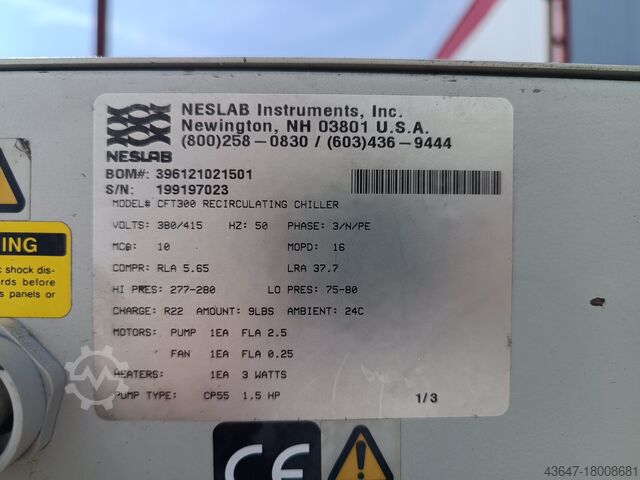 NESLAB Instruments, Inc.
Newington, NH 03801 U.S.A.
(800)258-0830 / (603)436-9444
NESLAB
BOM#: 396121021501
S/N: 199197023
MODEL# CFT300 RECIRCULATING CHILLER
VOLTS: 380/415 HZ: 50 PHASE: 3/N/PE
MCA: 10 MOPD: 16
COMPR: RLA 5.65 LRA 37.7
HI PRES: 277-280 LO PRES: 75-80
CHARGE: R22 AMOUNT: 9LBS AMBIENT: 24C
MOTORS: PUMP 1EA FLA 2.5
FAN 1EA FLA 0.25
HEATERS: 1EA 3 WATTS
PUMP TYPE: CP55 1.5 HP 1/3
shock dis-
before
panels or
CE
43647-18008681